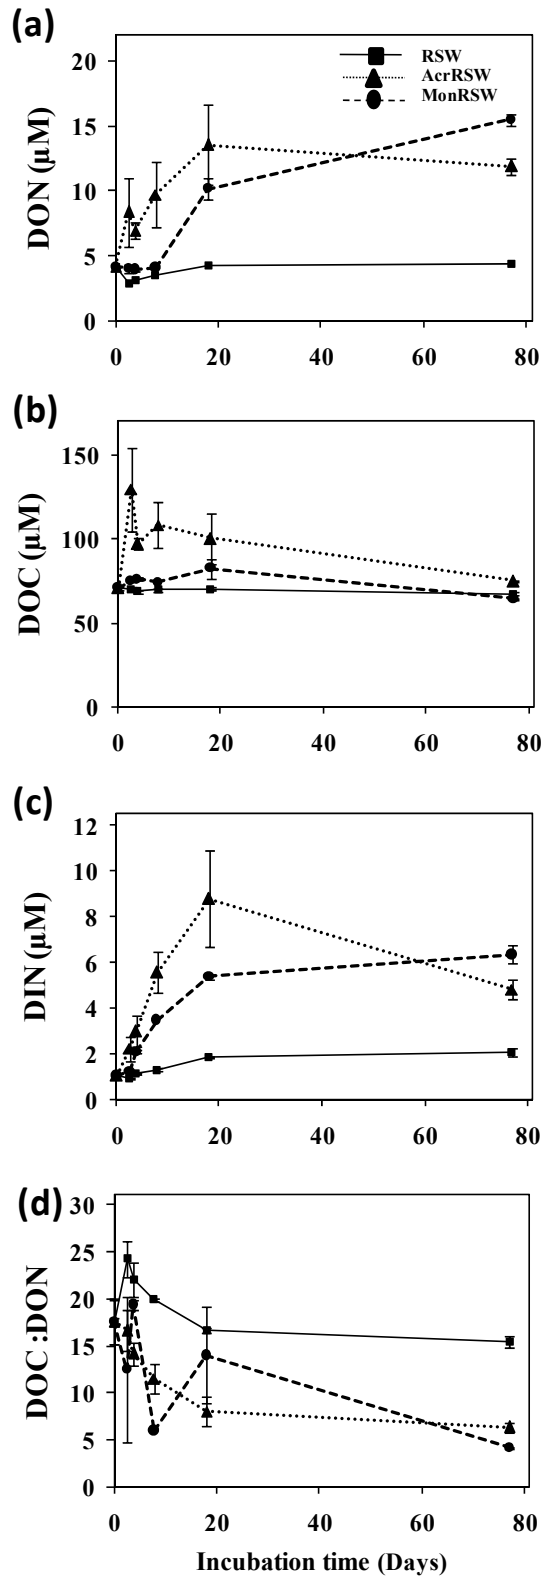 (a)
20
15
10
5
0
DON (μM)
RSW
AcrRSW
MonRSW
0 20 40 60 80
(b)
150
100
50
0
DOC (μM)
0 20 40 60 80
(c)
12
10
8
6
4
2
0
DIN (μM)
0 20 40 60 80
(d)
30
25
20
15
10
5
0
DOC :DON
0 20 40 60 80
Incubation time (Days)